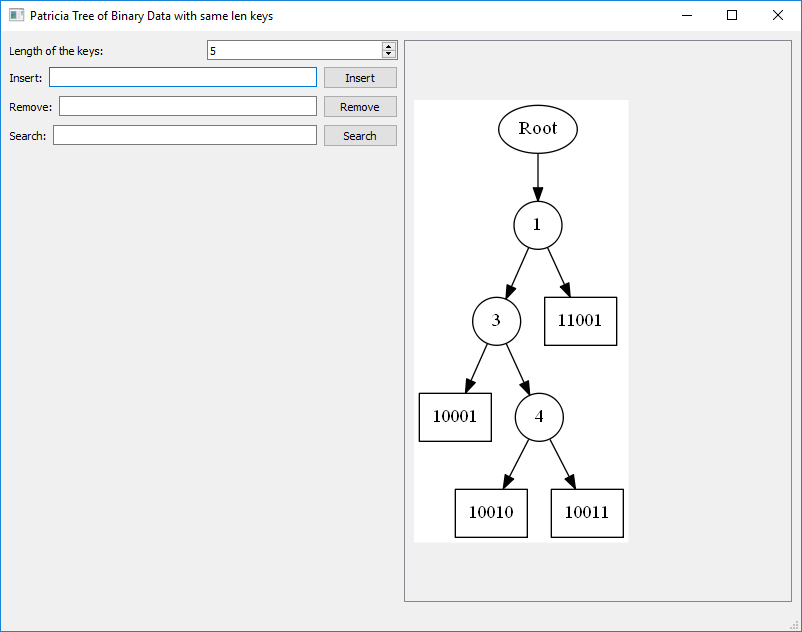 Patricia Tree of Binary Data with same len keys
Length of the keys: 5
Insert: Insert
Remove: Remove
Search: Search
Root
1
3 11001
10001 4
10010 10011